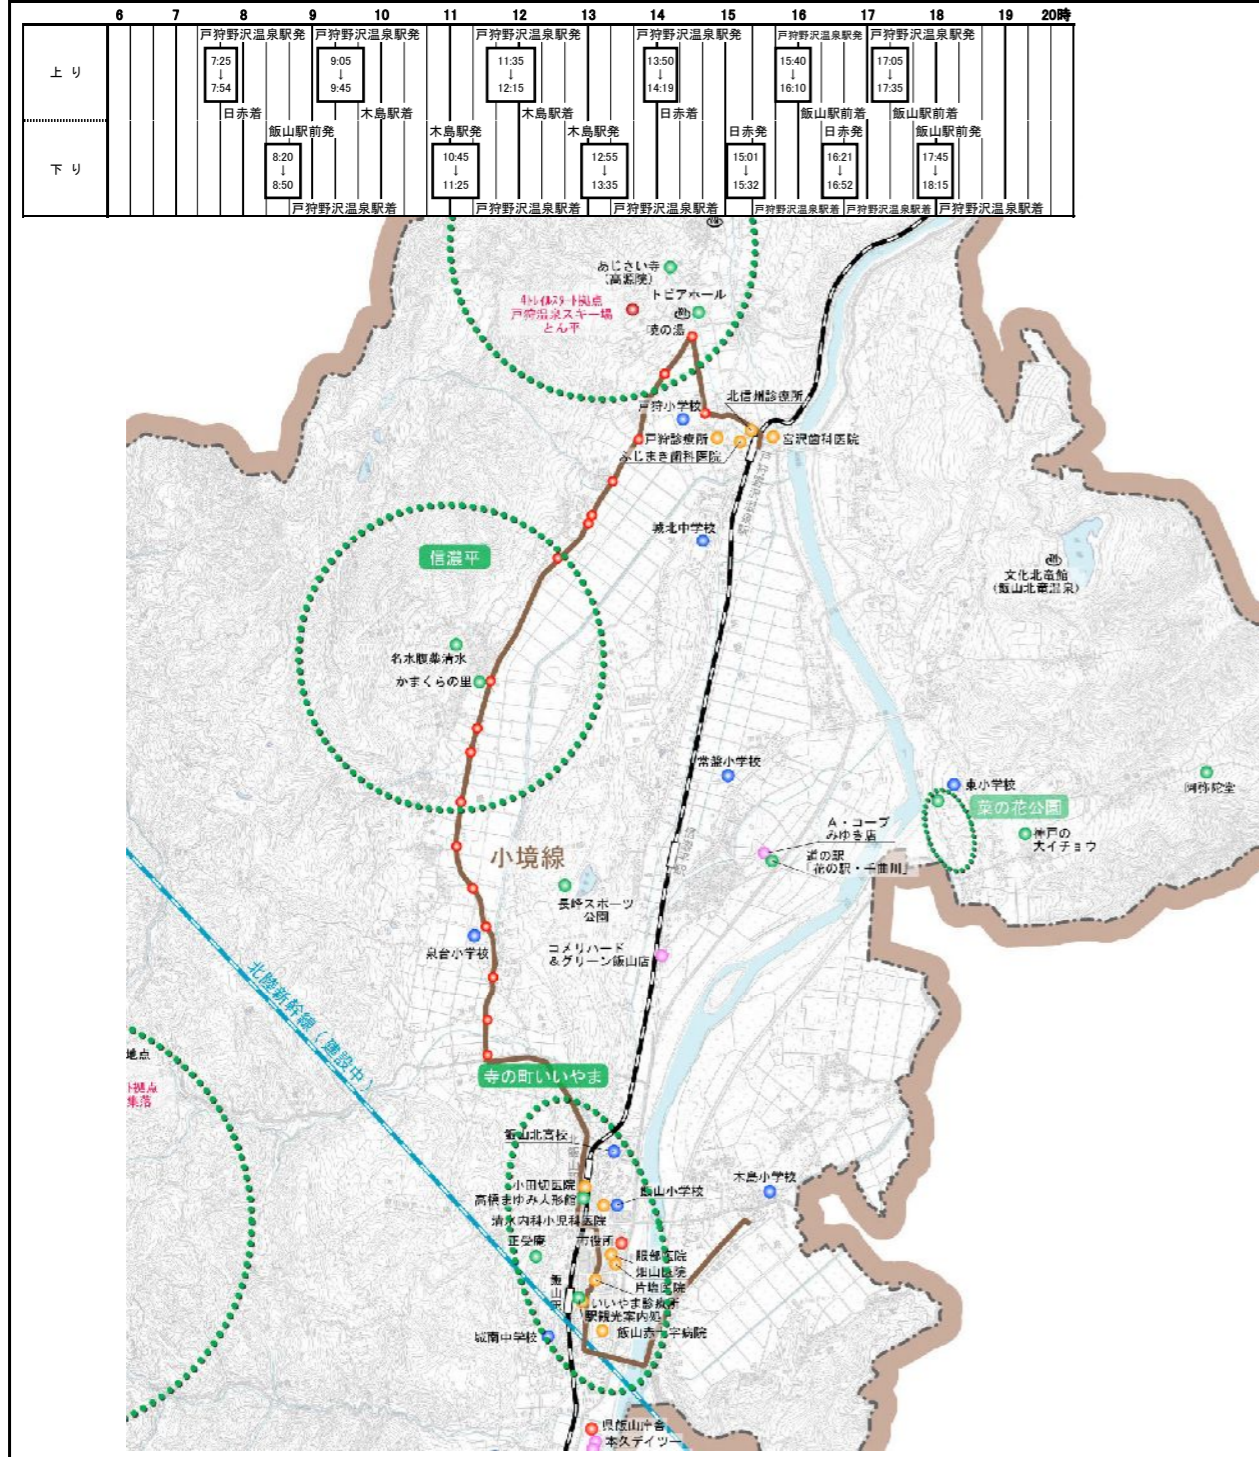 6 7 8 9 10 11 12 13 14 15 16 17 18 19 20時
上り
戸狩野沢温泉駅発 戸狩野沢温泉駅発 戸狩野沢温泉駅発 戸狩野沢温泉駅発 戸狩野沢温泉駅発 戸狩野沢温泉駅発
7:25 9:05 11:35 13:50 15:40 17:05
↓ ↓ ↓ ↓ ↓ ↓
7:54 9:45 12:15 14:19 16:10 17:35
日赤着 木島駅着 木島駅着 日赤着 飯山駅前着 飯山駅前着
下り
飯山駅前発 木島駅発 木島駅発 日赤発 日赤発 飯山駅前発
8:20 10:45 12:55 15:01 16:21 17:45
↓ ↓ ↓ ↓ ↓ ↓
8:50 11:25 13:35 15:32 16:52 18:15
戸狩野沢温泉駅着 戸狩野沢温泉駅着 戸狩野沢温泉駅着 戸狩野沢温泉駅着 戸狩野沢温泉駅着 戸狩野沢温泉駅着
あじさい寺
(高源院)
トピアホール
戸狩温泉スキー場
とん平
暁の湯
北信州診療所
戸狩小学校
戸狩診療所
宮沢歯科医院
ふじまき歯科医院
城北中学校
信濃平
文化北竜館
(飯山北竜温泉)
名水腹薬清水
かまくらの里
常盤小学校
東小学校
阿弥陀堂
菜の花公園
A・コープ
みゆき店
神戸の
大イチョウ
小境線
道の駅
「花の駅・千曲川」
長峰スポーツ
公園
泉台小学校
コメリハード
&グリーン飯山店
北陸新幹線(建設中)
地点
拠点
集落
寺の町いいやま
飯山北高校
木島小学校
小田切医院
高橋まゆみ人形館
飯山小学校
清水内科小児科医院
正受庵
市役所
服部医院
畑山医院
片塩医院
いいやま診療所
駅観光案内処
城南中学校
飯山赤十字病院
県飯山庁舎
本久デイツー